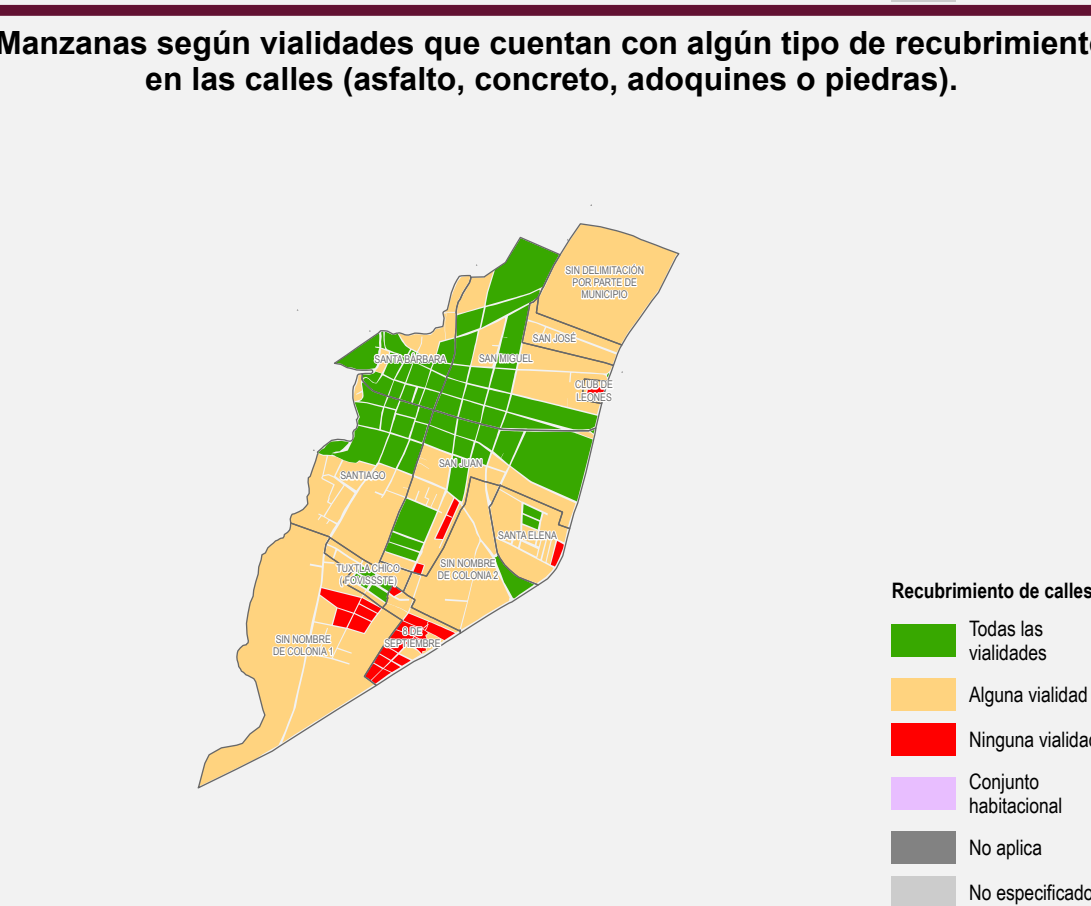 Manzanas según vialidades que cuentan con algún tipo de recubrimiento
en las calles (asfalto, concreto, adoquines o piedras).
SIN DELIMITACIÓN
POR PARTE DE
MUNICIPIO
SAN JOSÉ
SANTA BÁRBARA
SAN MIGUEL
CLUB DE
LEONES
SAN JUAN
SANTIAGO
SANTA ELENA
TUXTLA CHICO
(FOVISSSTE)
SIN NOMBRE
DE COLONIA 2
8 DE
SEPTIEMBRE
SIN NOMBRE
DE COLONIA 1
Recubrimiento de calles
Todas las
vialidades
Alguna vialidad
Ninguna vialidad
Conjunto
habitacional
No aplica
No especificado